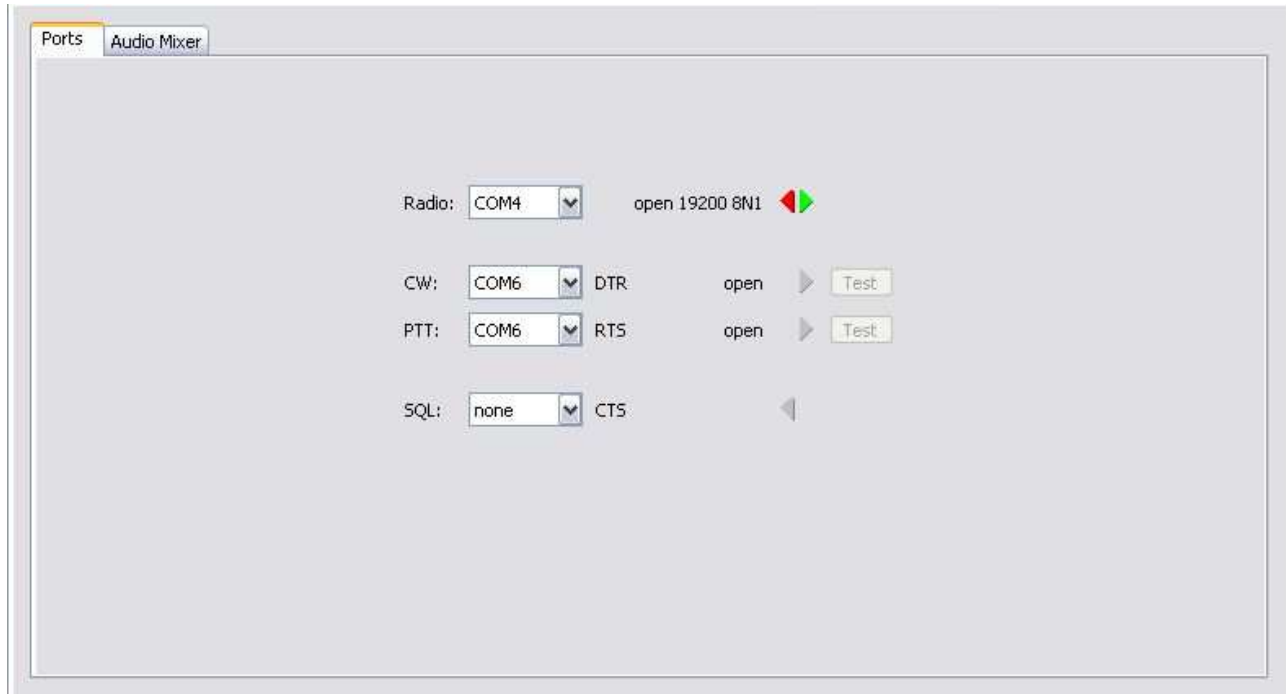 Ports Audio Mixer
Radio: COM4 open 19200 8N1
CW: COM6 DTR open Test
PTT: COM6 RTS open Test
SQL: none CTS